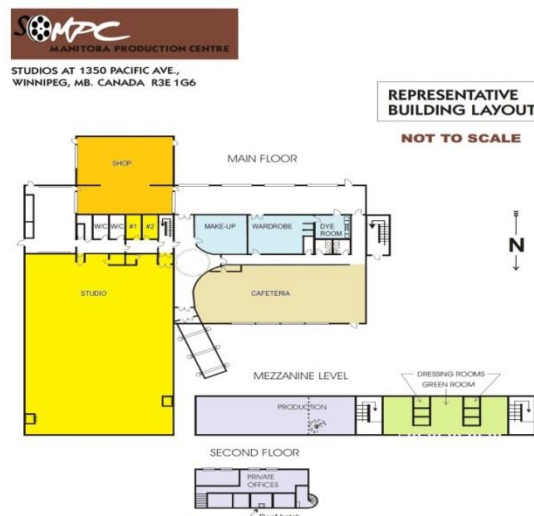 SOMPC
MANITOBA PRODUCTION CENTRE
STUDIOS AT 1350 PACIFIC AVE.,
WINNIPEG, MB. CANADA R3E 1G6
REPRESENTATIVE
BUILDING LAYOUT
NOT TO SCALE
MAIN FLOOR
SHOP
W/C W/C #1 #2
MAKE-UP
WARDROBE
DYE
ROOM
N
STUDIO
CAFETERIA
MEZZANINE LEVEL
DRESSING ROOMS
GREEN ROOM
PRODUCTION
SECOND FLOOR
PRIVATE
OFFICES